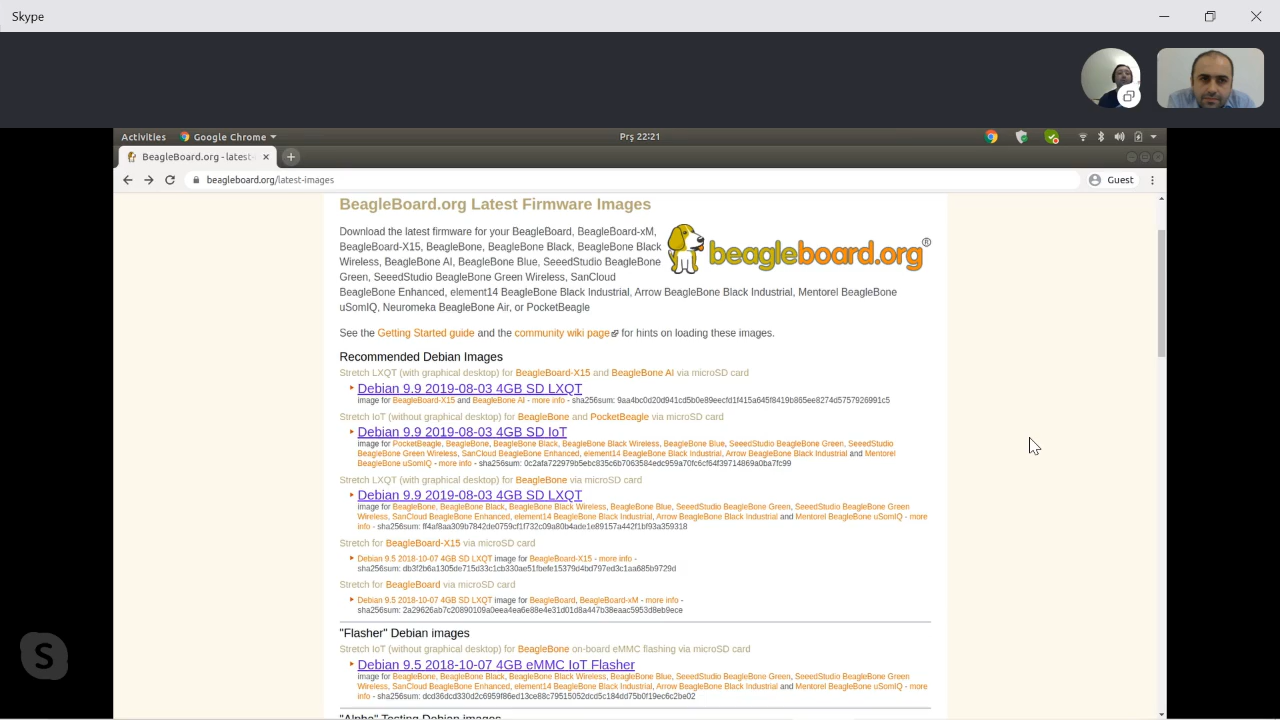 Skype
Activities
Google Chrome
Prş 22:21
BeagleBoard.org - latest-
beagleboard.org/latest-images
Guest
BeagleBoard.org Latest Firmware Images
Download the latest firmware for your BeagleBoard, BeagleBoard-xM,
BeagleBoard-X15, BeagleBone, BeagleBone Black, BeagleBone Black
Wireless, BeagleBone AI, BeagleBone Blue, SeeedStudio BeagleBone
Green, SeeedStudio BeagleBone Green Wireless, SanCloud
BeagleBone Enhanced, element14 BeagleBone Black Industrial, Arrow BeagleBone Black Industrial, Mentorel BeagleBone
uSomIQ, Neuromeka BeagleBone Air, or PocketBeagle
beagleboard.org®
See the Getting Started guide and the community wiki page for hints on loading these images.
Recommended Debian Images
Stretch LXQT (with graphical desktop) for BeagleBoard-X15 and BeagleBone AI via microSD card
Debian 9.9 2019-08-03 4GB SD LXQT
image for BeagleBoard-X15 and BeagleBone AI - more info - sha256sum: 9aa4bc0d20d941cd5b0e89eecfd1f415a645f8419b865ee8274d5757926991c5
Stretch IoT (without graphical desktop) for BeagleBone and PocketBeagle via microSD card
Debian 9.9 2019-08-03 4GB SD IoT
image for PocketBeagle, BeagleBone, BeagleBone Black, BeagleBone Black Wireless, BeagleBone Blue, SeeedStudio BeagleBone Green, SeeedStudio
BeagleBone Green Wireless, SanCloud BeagleBone Enhanced, element14 BeagleBone Black Industrial, Arrow BeagleBone Black Industrial and Mentorel
BeagleBone uSomIQ - more info - sha256sum: 0c2afa722979b5ebc835c6b7063584edc959a70fc6cf64f39714869a0ba7fc99
Stretch LXQT (with graphical desktop) for BeagleBone via microSD card
Debian 9.9 2019-08-03 4GB SD LXQT
image for BeagleBone, BeagleBone Black, BeagleBone Black Wireless, BeagleBone Blue, SeeedStudio BeagleBone Green, SeeedStudio BeagleBone Green
Wireless, SanCloud BeagleBone Enhanced, element14 BeagleBone Black Industrial, Arrow BeagleBone Black Industrial and Mentorel BeagleBone uSomIQ - more
info - sha256sum: ff4af8aa309b7842de0759cf1f732c09a80b4ade1e89157a442f1bf93a359318
Stretch for BeagleBoard-X15 via microSD card
Debian 9.5 2018-10-07 4GB SD LXQT image for BeagleBoard-X15 - more info -
sha256sum: db3f2b6a1305de715d33c1cb330ae51fbefe15379d4bd797ed3c1aa685b9729d
Stretch for BeagleBoard via microSD card
Debian 9.5 2018-10-07 4GB SD LXQT image for BeagleBoard, BeagleBoard-xM - more info -
sha256sum: 2a29626ab7c20890109a0eea4ea6e88e4e31d01d8a447b38eaac5953d8eb9ece
"Flasher" Debian images
Stretch IoT (without graphical desktop) for BeagleBone on-board eMMC flashing via microSD card
Debian 9.5 2018-10-07 4GB eMMC IoT Flasher
image for BeagleBone, BeagleBone Black, BeagleBone Black Wireless, BeagleBone Blue, SeeedStudio BeagleBone Green, SeeedStudio BeagleBone Green
Wireless, SanCloud BeagleBone Enhanced, element14 BeagleBone Black Industrial, Arrow BeagleBone Black Industrial and Mentorel BeagleBone uSomIQ - more
info - sha256sum: dcd36dcd330d2c6959f86ed13ce88c79515052dcd5c184dd75b0f19ec6c2be02
"Alpha" Testing Debian images